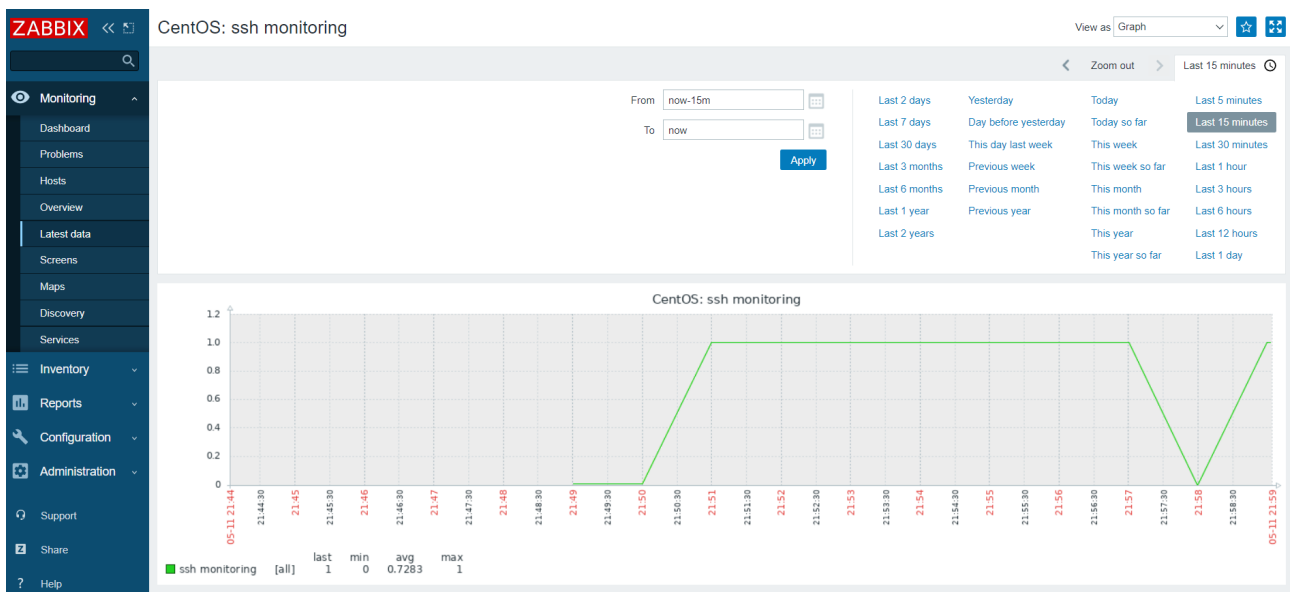 ZABBIX
CentOS: ssh monitoring
View as Graph
Zoom out
Last 15 minutes
Monitoring
Dashboard
Problems
Hosts
Overview
Latest data
Screens
Maps
Discovery
Services
Inventory
Reports
Configuration
Administration
Support
Share
Help
From now-15m
To now
Apply
Last 2 days Yesterday Today Last 5 minutes
Last 7 days Day before yesterday Today so far Last 15 minutes
Last 30 days This day last week This week Last 30 minutes
Last 3 months Previous week This week so far Last 1 hour
Last 6 months Previous month This month Last 3 hours
Last 1 year Previous year This month so far Last 6 hours
Last 2 years This year Last 12 hours
This year so far Last 1 day
CentOS: ssh monitoring
1.2
1.0
0.8
0.6
0.4
0.2
0
05-11 21:44
21:44:30
21:45
21:45:30
21:46
21:46:30
21:47
21:47:30
21:48
21:48:30
21:49
21:49:30
21:50
21:50:30
21:51
21:51:30
21:52
21:52:30
21:53
21:53:30
21:54
21:54:30
21:55
21:55:30
21:56
21:56:30
21:57
21:57:30
21:58
21:58:30
05-11 21:59
last min avg max
ssh monitoring [all] 1 0 0.7283 1